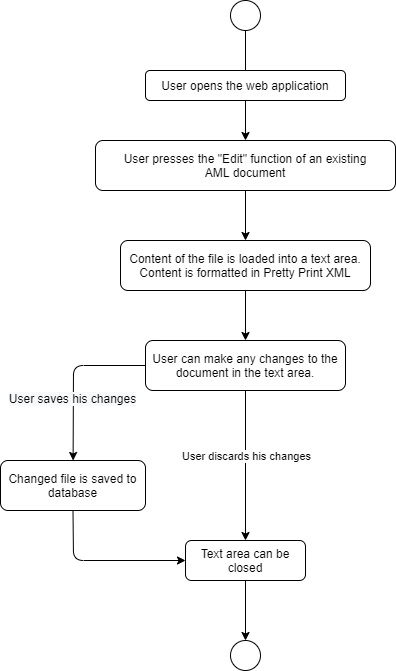 User opens the web application
User presses the "Edit" function of an existing
AML document
Content of the file is loaded into a text area.
Content is formatted in Pretty Print XML
User can make any changes to the
document in the text area.
User saves his changes
User discards his changes
Changed file is saved to
database
Text area can be
closed